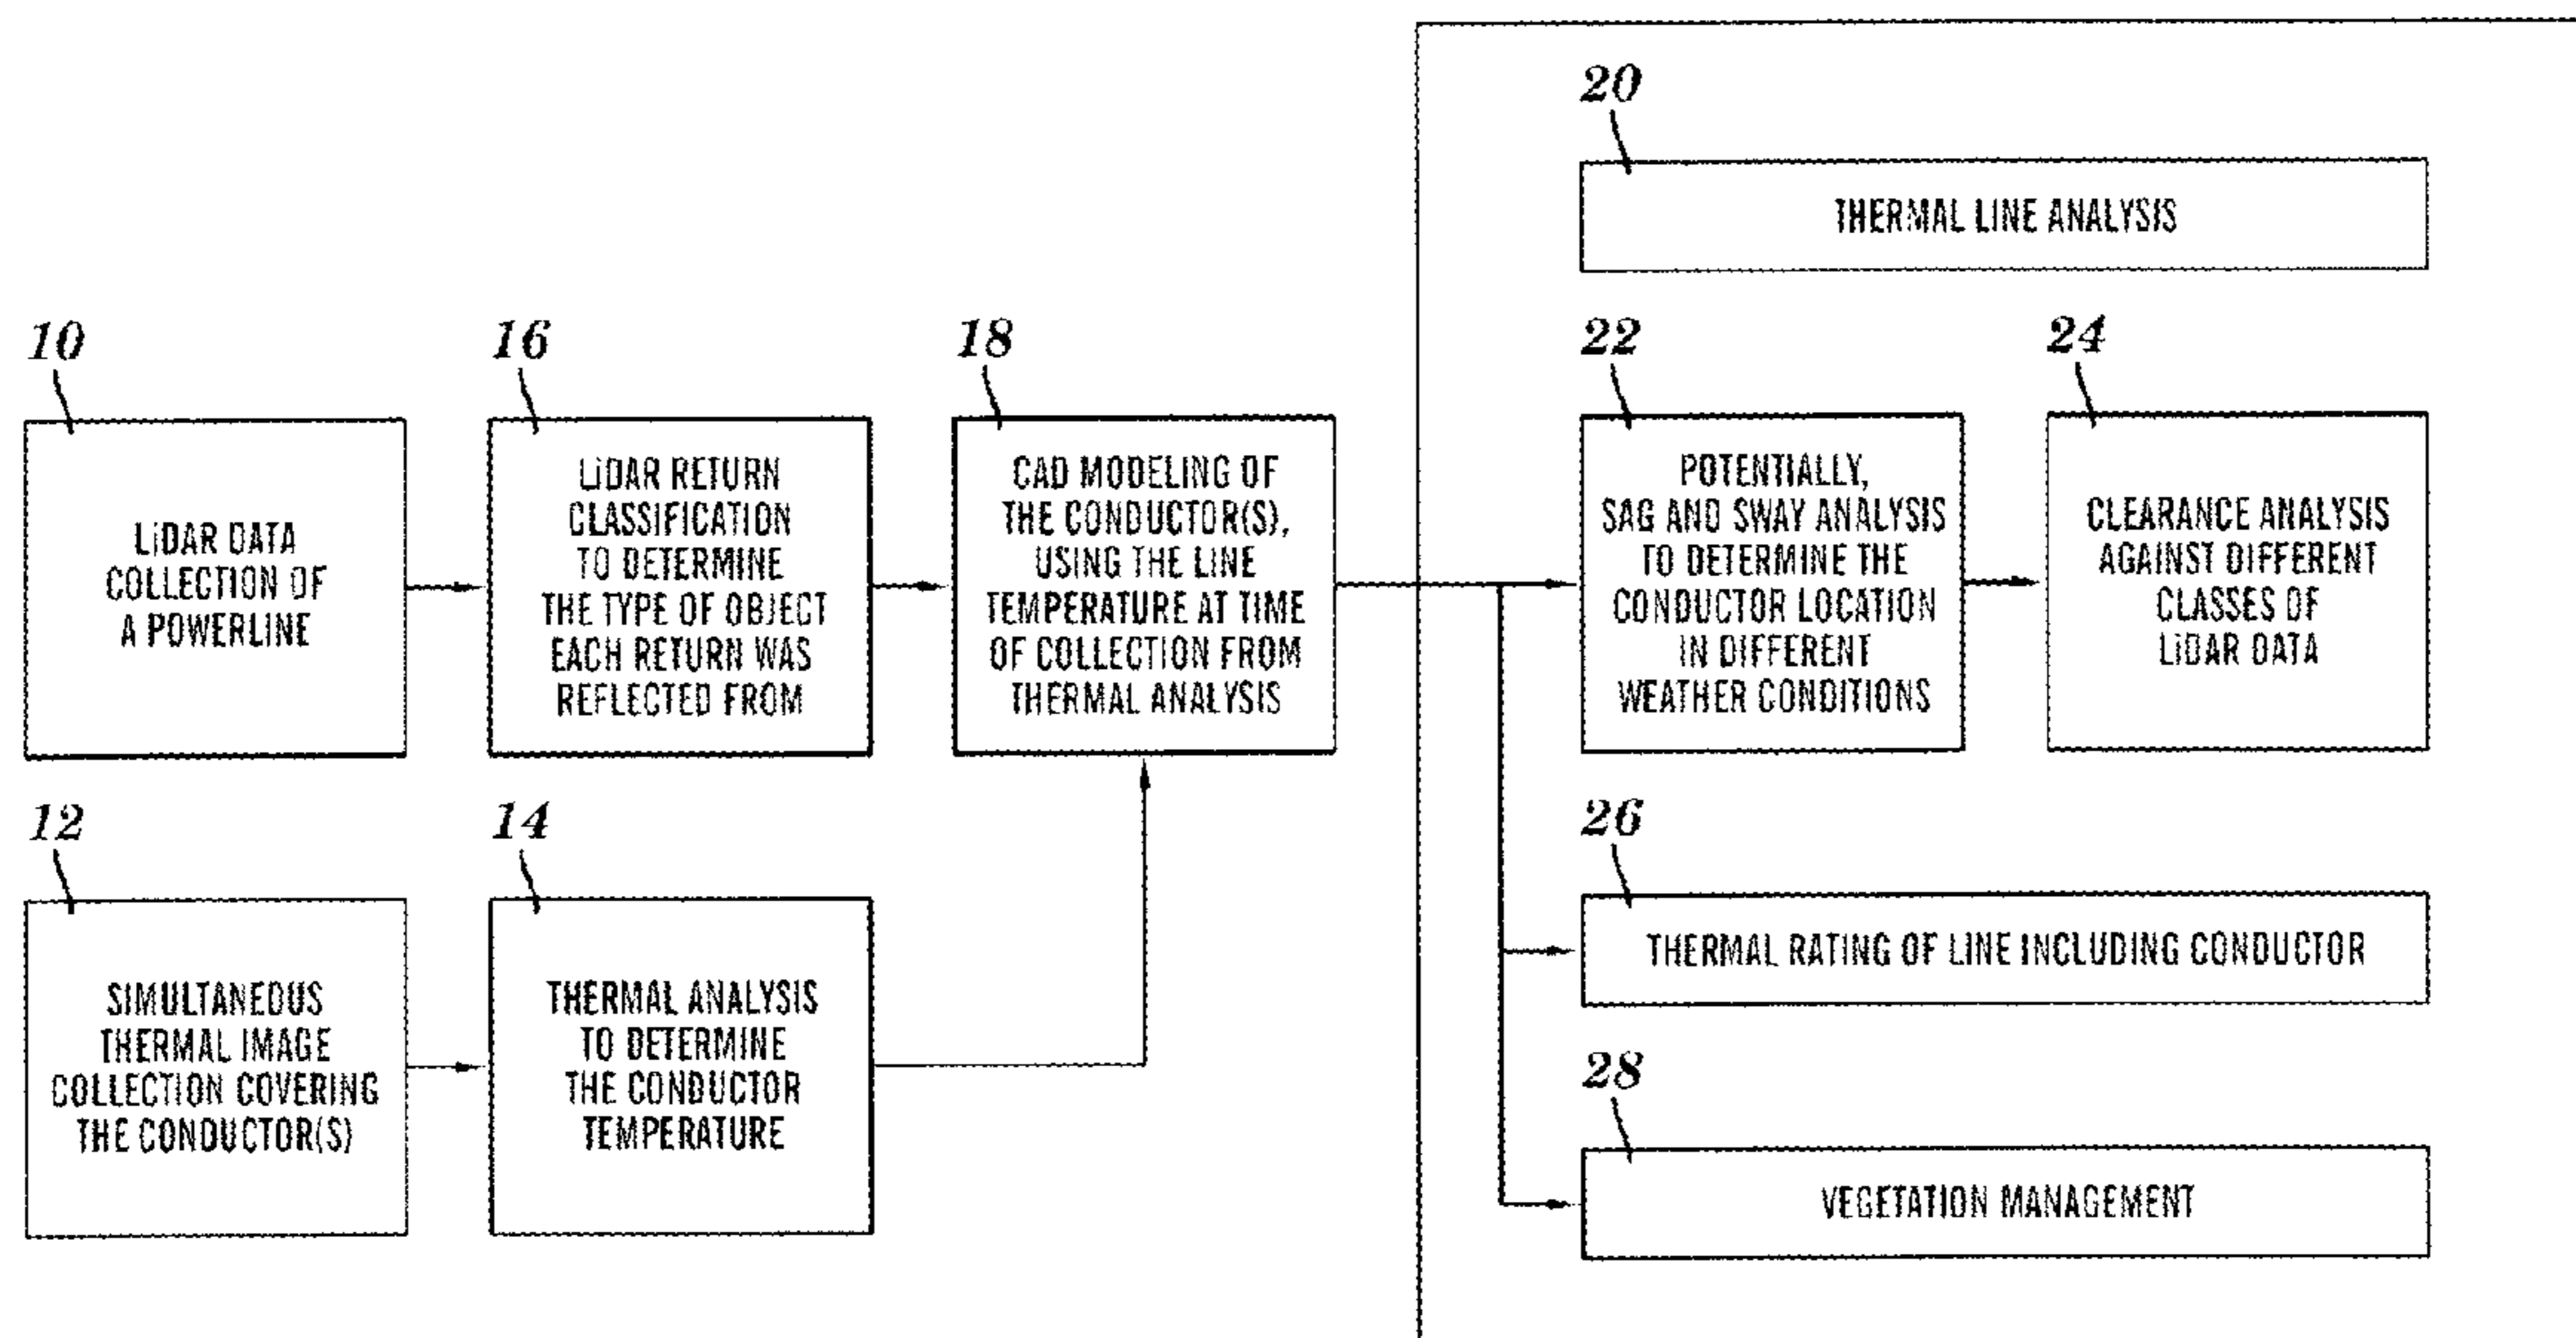 20
THERMAL LINE ANALYSIS
10
LiDAR DATA
COLLECTION OF
A POWERLINE
16
LiDAR RETURN
CLASSIFICATION
TO DETERMINE
THE TYPE OF OBJECT
EACH RETURN WAS
REFLECTED FROM
18
CAD MODELING OF
THE CONDUCTOR(S),
USING THE LINE
TEMPERATURE AT TIME
OF COLLECTION FROM
THERMAL ANALYSIS
22
POTENTIALLY,
SAG AND SWAY ANALYSIS
TO DETERMINE THE
CONDUCTOR LOCATION
IN DIFFERENT
WEATHER CONDITIONS
24
CLEARANCE ANALYSIS
AGAINST DIFFERENT
CLASSES OF
LiDAR DATA
12
SIMULTANEOUS
THERMAL IMAGE
COLLECTION COVERING
THE CONDUCTOR(S)
14
THERMAL ANALYSIS
TO DETERMINE
THE CONDUCTOR
TEMPERATURE
26
THERMAL RATING OF LINE INCLUDING CONDUCTOR
28
VEGETATION MANAGEMENT